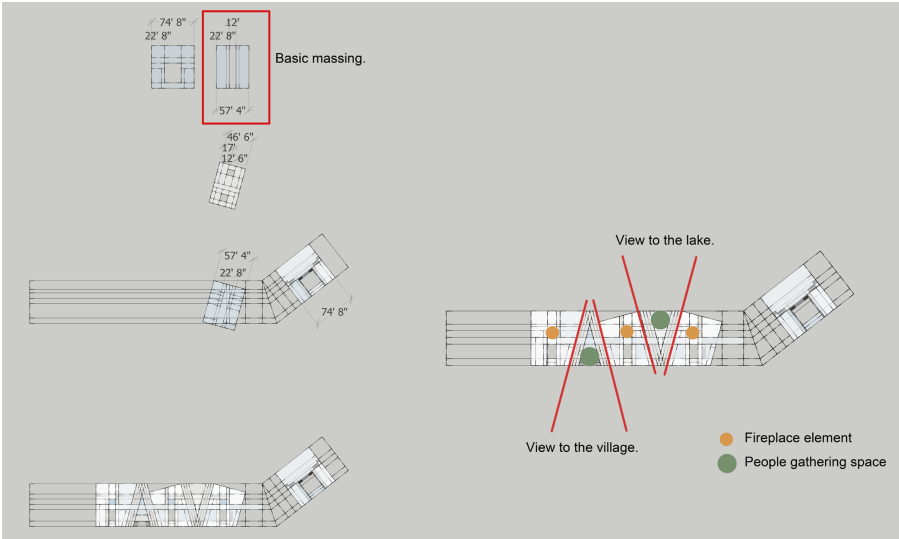 74' 8"
12'
22' 8"
22' 8"
Basic massing.
57' 4"
46' 6"
17'
12' 6"
57' 4"
22' 8"
74' 8"
View to the lake.
View to the village.
Fireplace element
People gathering space